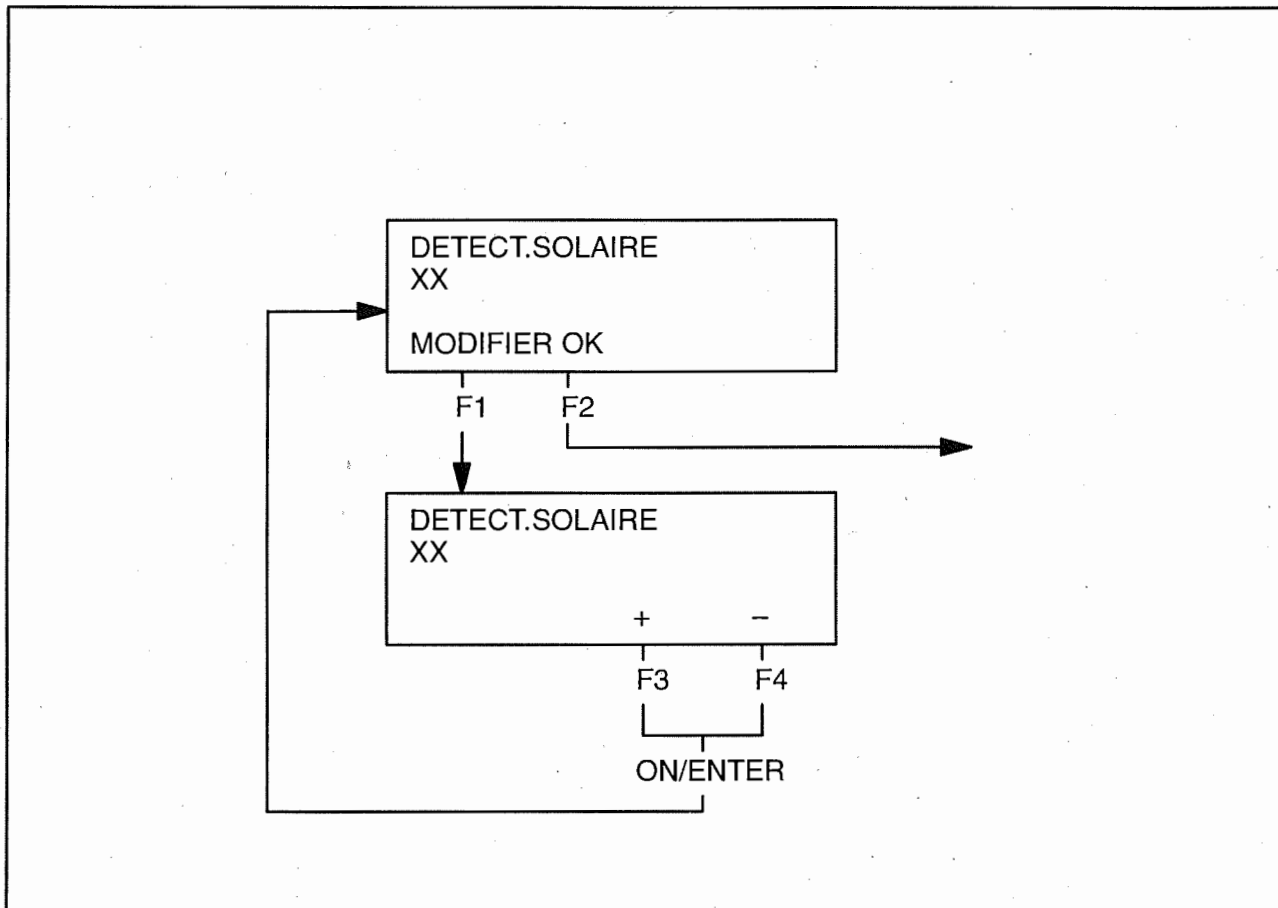 DETECT.SOLAIRE
XX
MODIFIER OK
F1 F2
DETECT.SOLAIRE
XX
+ −
F3 F4
ON/ENTER